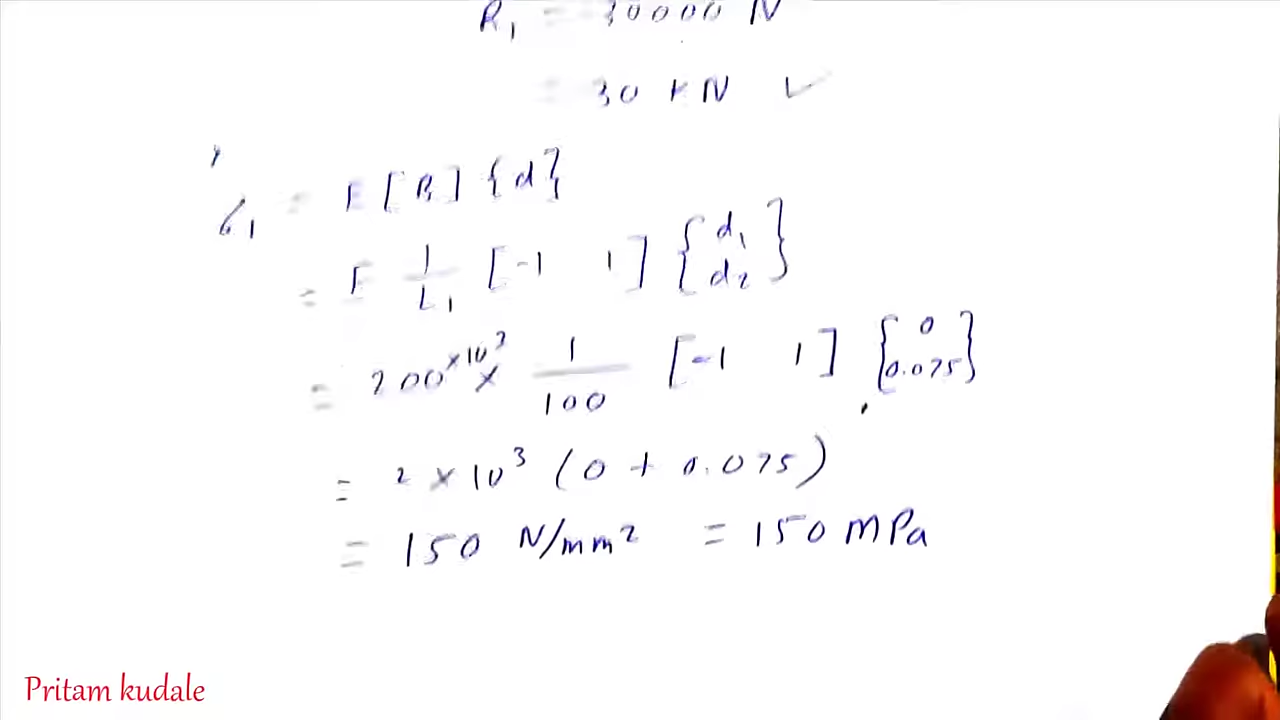 R₁ = 30000 N
= 30 kN ✓
σ₁ = E [B] {d}
= E 1/L₁ [-1 1] {d₁ d₂}
= 200×10³ × 1/100 [-1 1] {0 0.075}
= 2 × 10³ (0 + 0.075)
= 150 N/mm² = 150 MPa
Pritam kudale